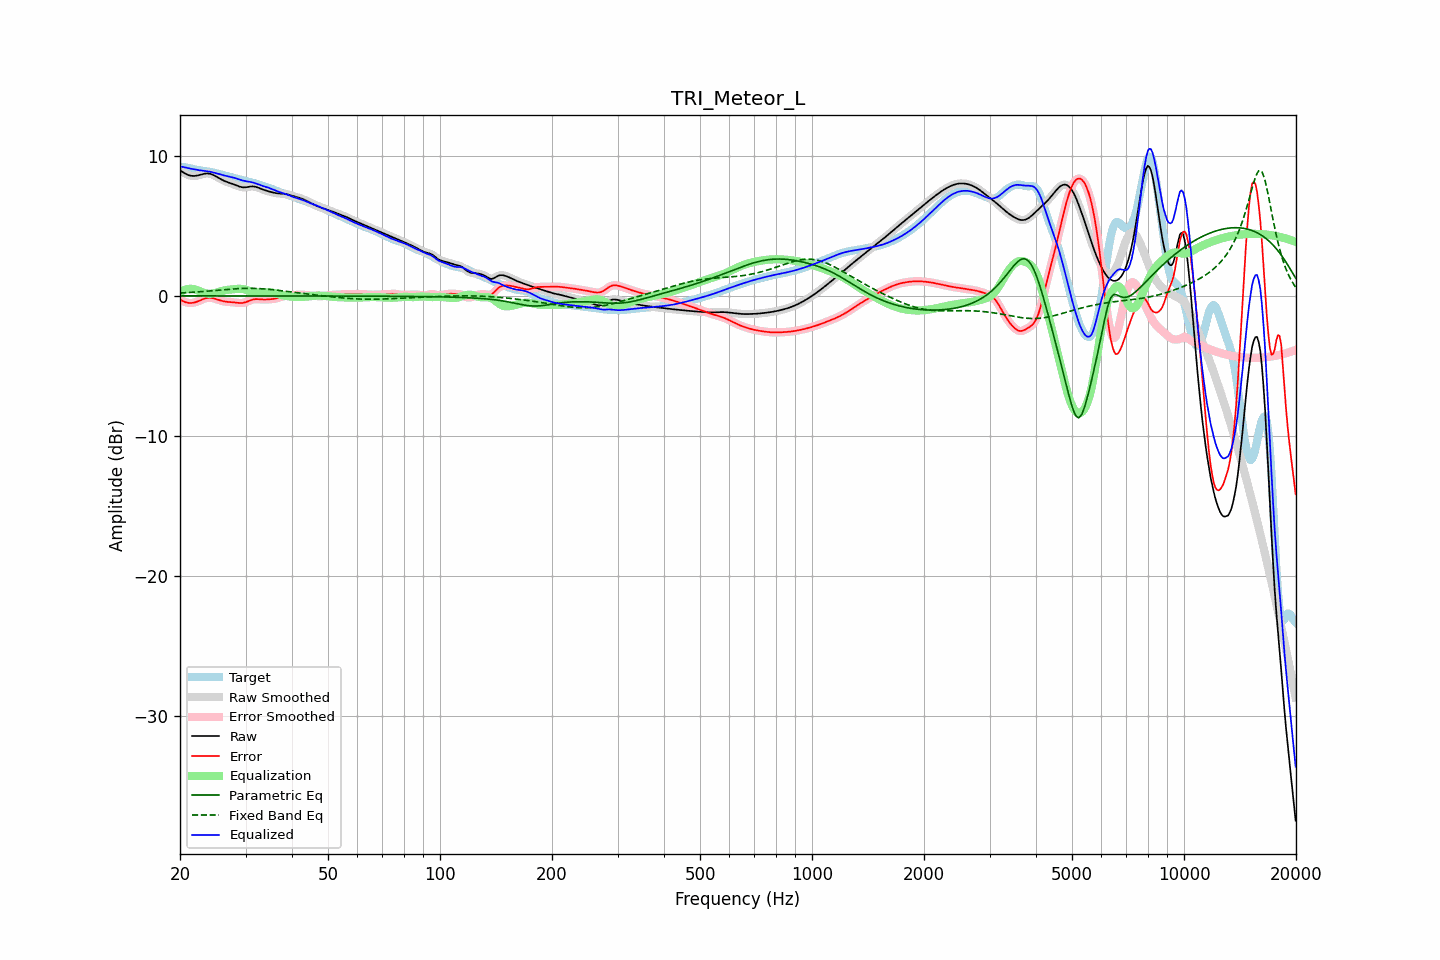 TRI_Meteor_L
Amplitude (dBr)
10
0
−10
−20
−30
20
50
100
200
500
1000
2000
5000
10000
20000
Frequency (Hz)
Target
Raw Smoothed
Error Smoothed
Raw
Error
Equalization
Parametric Eq
Fixed Band Eq
Equalized